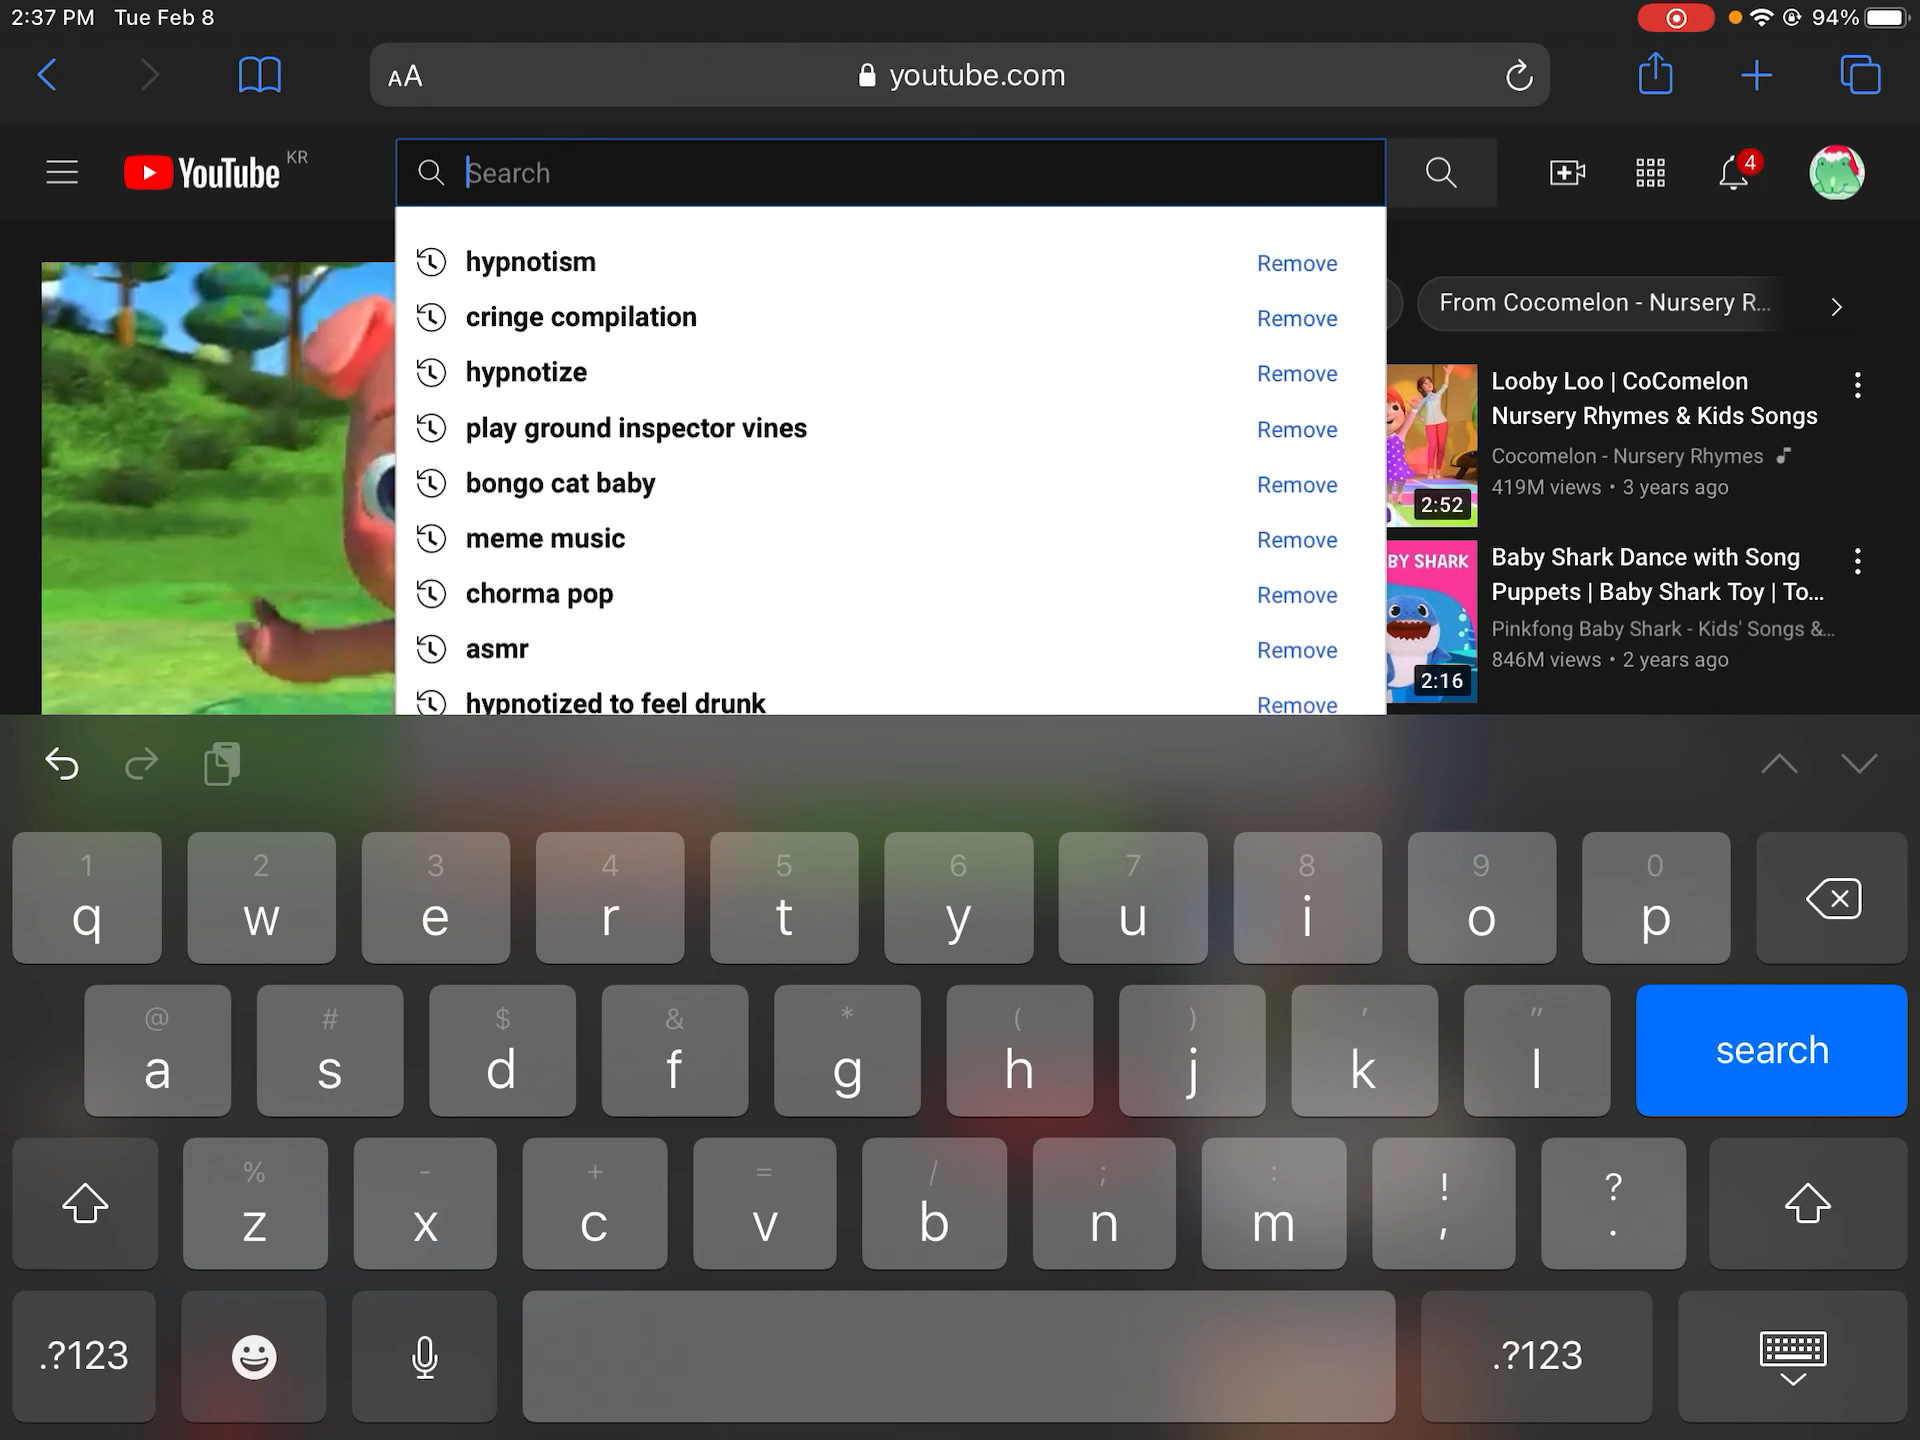 2:37 PM Tue Feb 8
94%
AA
youtube.com
YouTube KR
Search
4
hypnotism Remove
cringe compilation Remove
hypnotize Remove
play ground inspector vines Remove
bongo cat baby Remove
meme music Remove
chorma pop Remove
asmr Remove
hypnotized to feel drunk Remove
From Cocomelon - Nursery R...
Looby Loo | CoComelon
Nursery Rhymes & Kids Songs
Cocomelon - Nursery Rhymes
419M views • 3 years ago
2:52
BY SHARK
Baby Shark Dance with Song
Puppets | Baby Shark Toy | To...
Pinkfong Baby Shark - Kids' Songs &...
846M views • 2 years ago
2:16
1 2 3 4 5 6 7 8 9 0
q w e r t y u i o p
@ # $ & * ( ) ' "
a s d f g h j k l search
% - + = / ; : ! ?
z x c v b n m , .
.?123 .?123